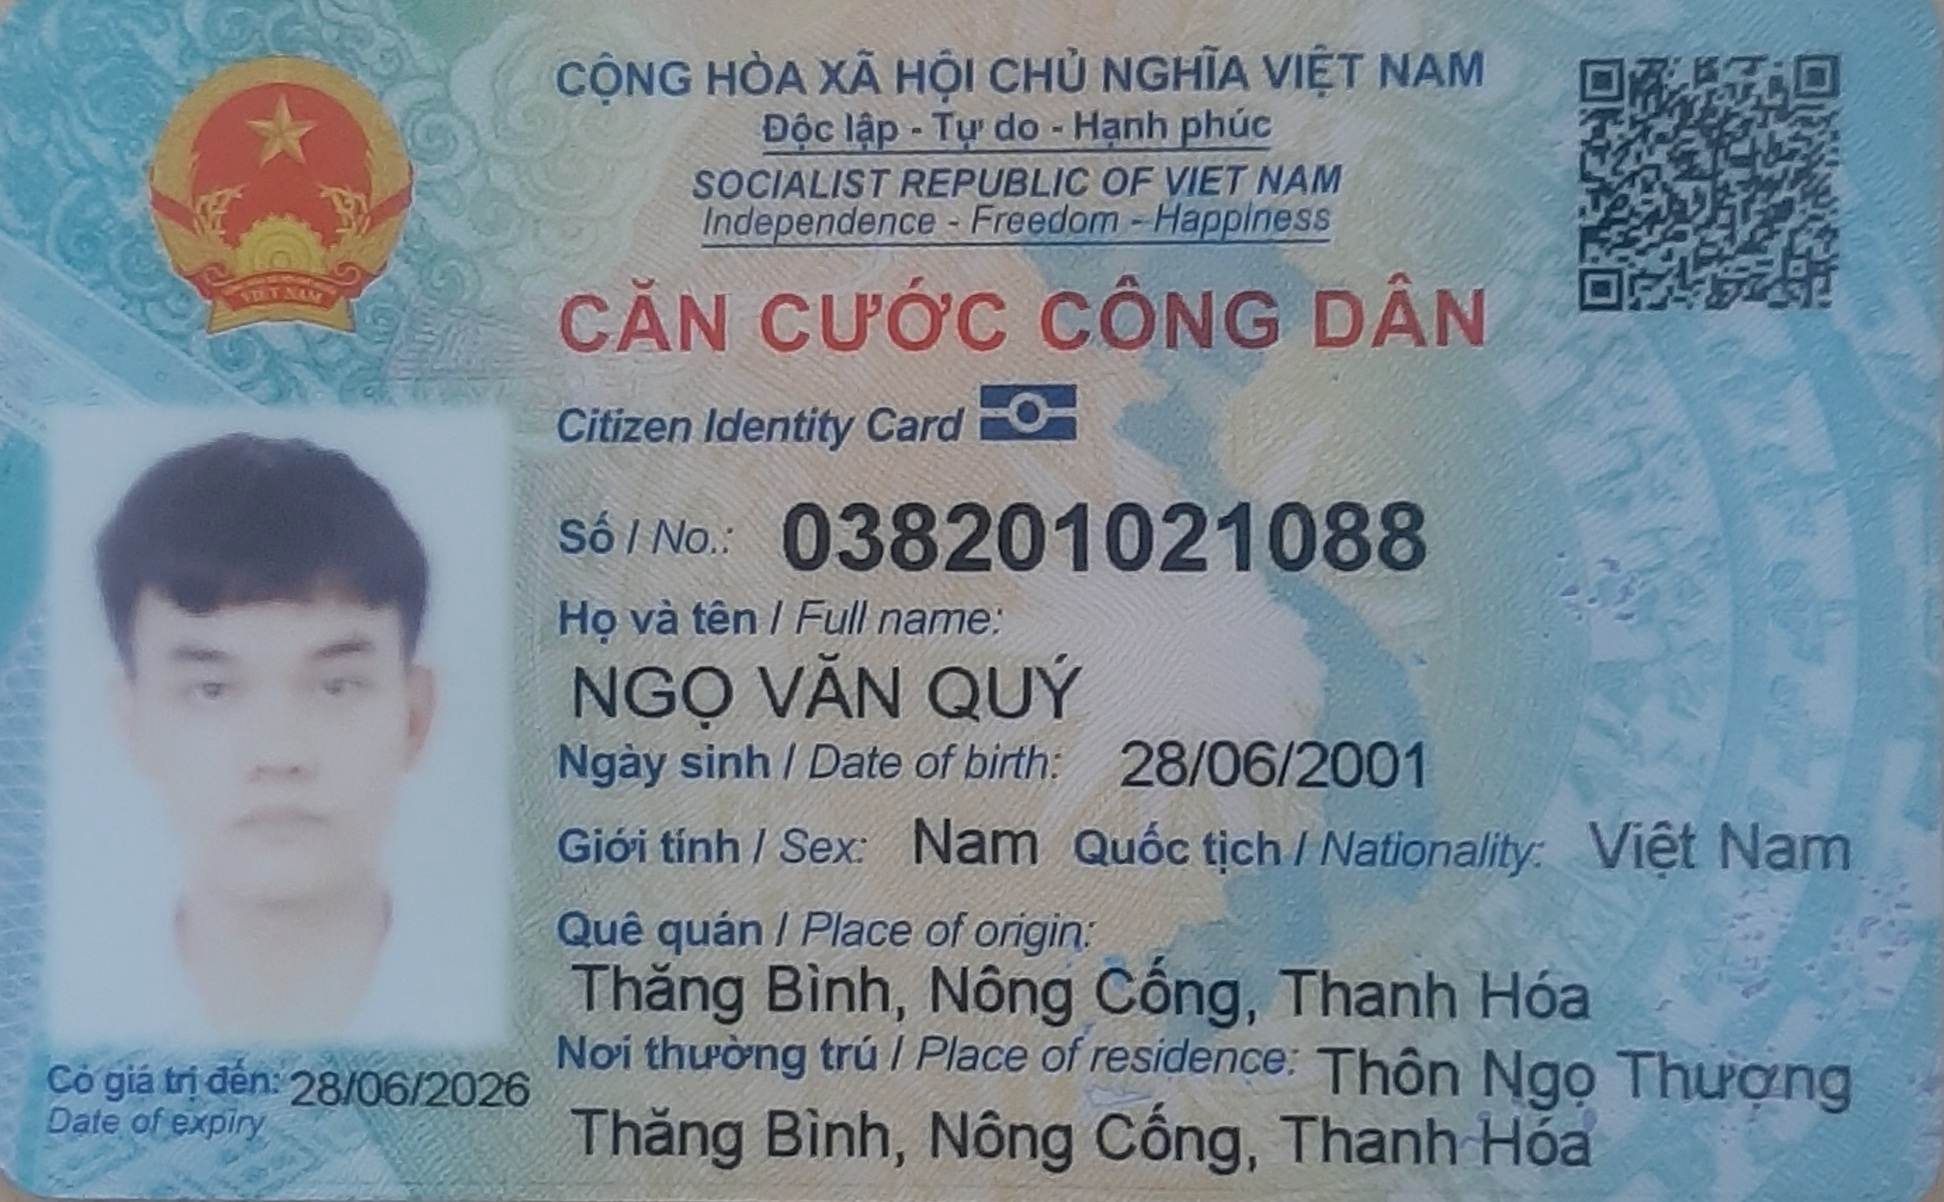 CỘNG HÒA XÃ HỘI CHỦ NGHĨA VIỆT NAM
Độc lập - Tự do - Hạnh phúc
SOCIALIST REPUBLIC OF VIET NAM
Independence - Freedom - Happiness
VIỆT NAM
CĂN CƯỚC CÔNG DÂN
Citizen Identity Card
Số / No.: 038201021088
Họ và tên / Full name:
NGỌ VĂN QUÝ
Ngày sinh / Date of birth: 28/06/2001
Giới tính / Sex: Nam Quốc tịch / Nationality: Việt Nam
Quê quán / Place of origin:
Thăng Bình, Nông Cống, Thanh Hóa
Nơi thường trú / Place of residence: Thôn Ngọ Thượng
Thăng Bình, Nông Cống, Thanh Hóa
Có giá trị đến: 28/06/2026
Date of expiry